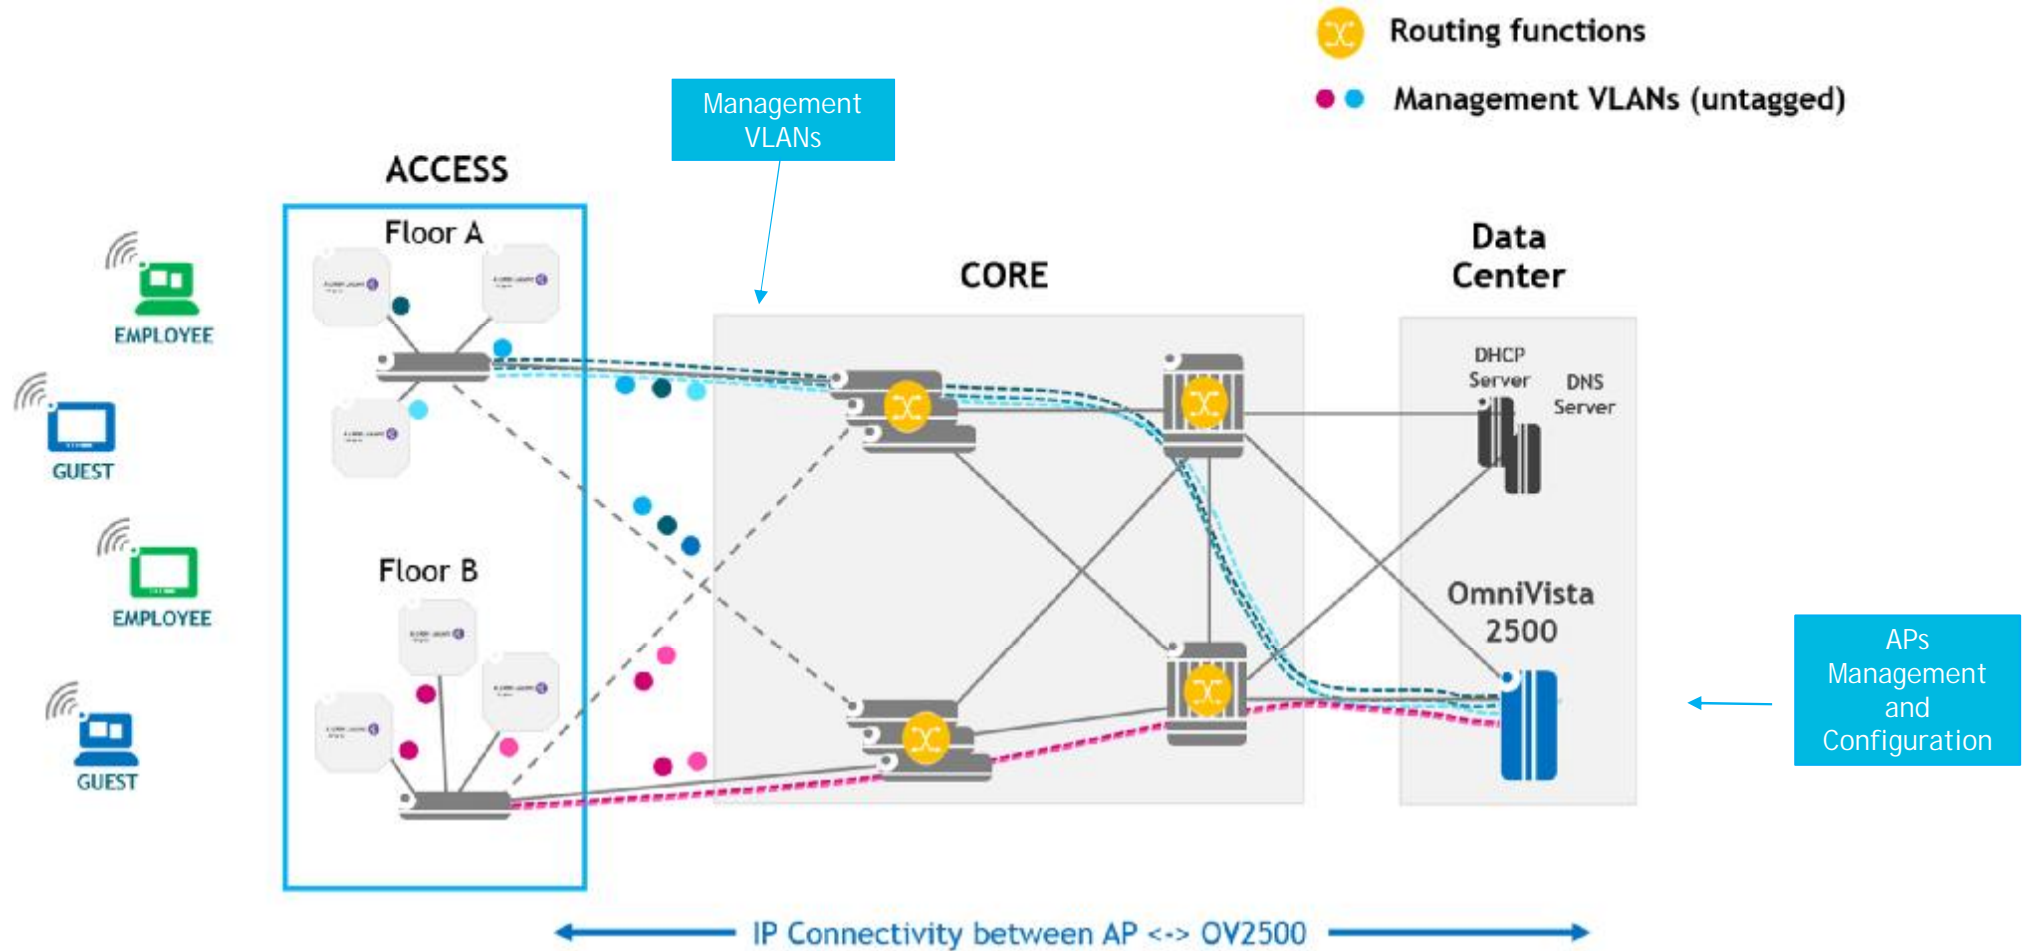 Routing functions
Management VLANs (untagged)
Management
VLANs
ACCESS
Floor A
EMPLOYEE
GUEST
CORE
Data
Center
DHCP
Server
DNS
Server
Floor B
EMPLOYEE
GUEST
OmniVista
2500
APs
Management
and
Configuration
IP Connectivity between AP <-> OV2500